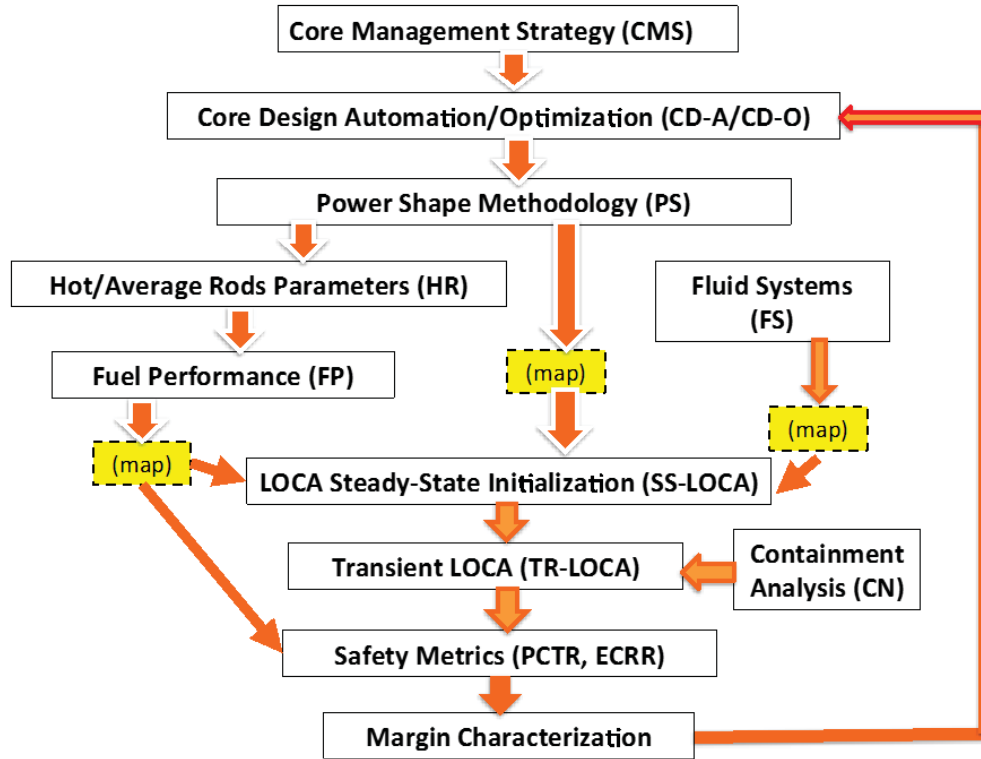 Core Management Strategy (CMS)
Core Design Automation/Optimization (CD-A/CD-O)
Power Shape Methodology (PS)
Hot/Average Rods Parameters (HR)
Fluid Systems
(FS)
Fuel Performance (FP)
(map)
(map)
(map)
LOCA Steady-State Initialization (SS-LOCA)
Transient LOCA (TR-LOCA)
Containment
Analysis (CN)
Safety Metrics (PCTR, ECRR)
Margin Characterization